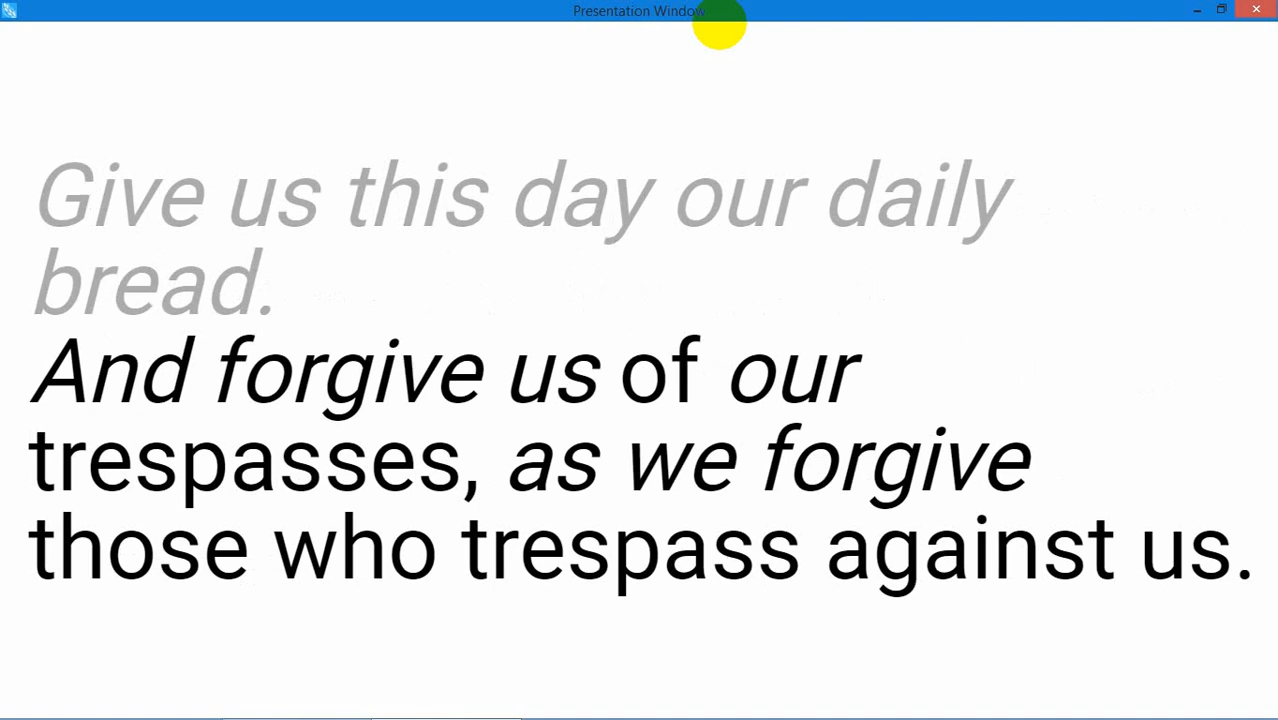 Presentation Window
Give us this day our daily
bread.
And forgive us of our
trespasses, as we forgive
those who trespass against us.